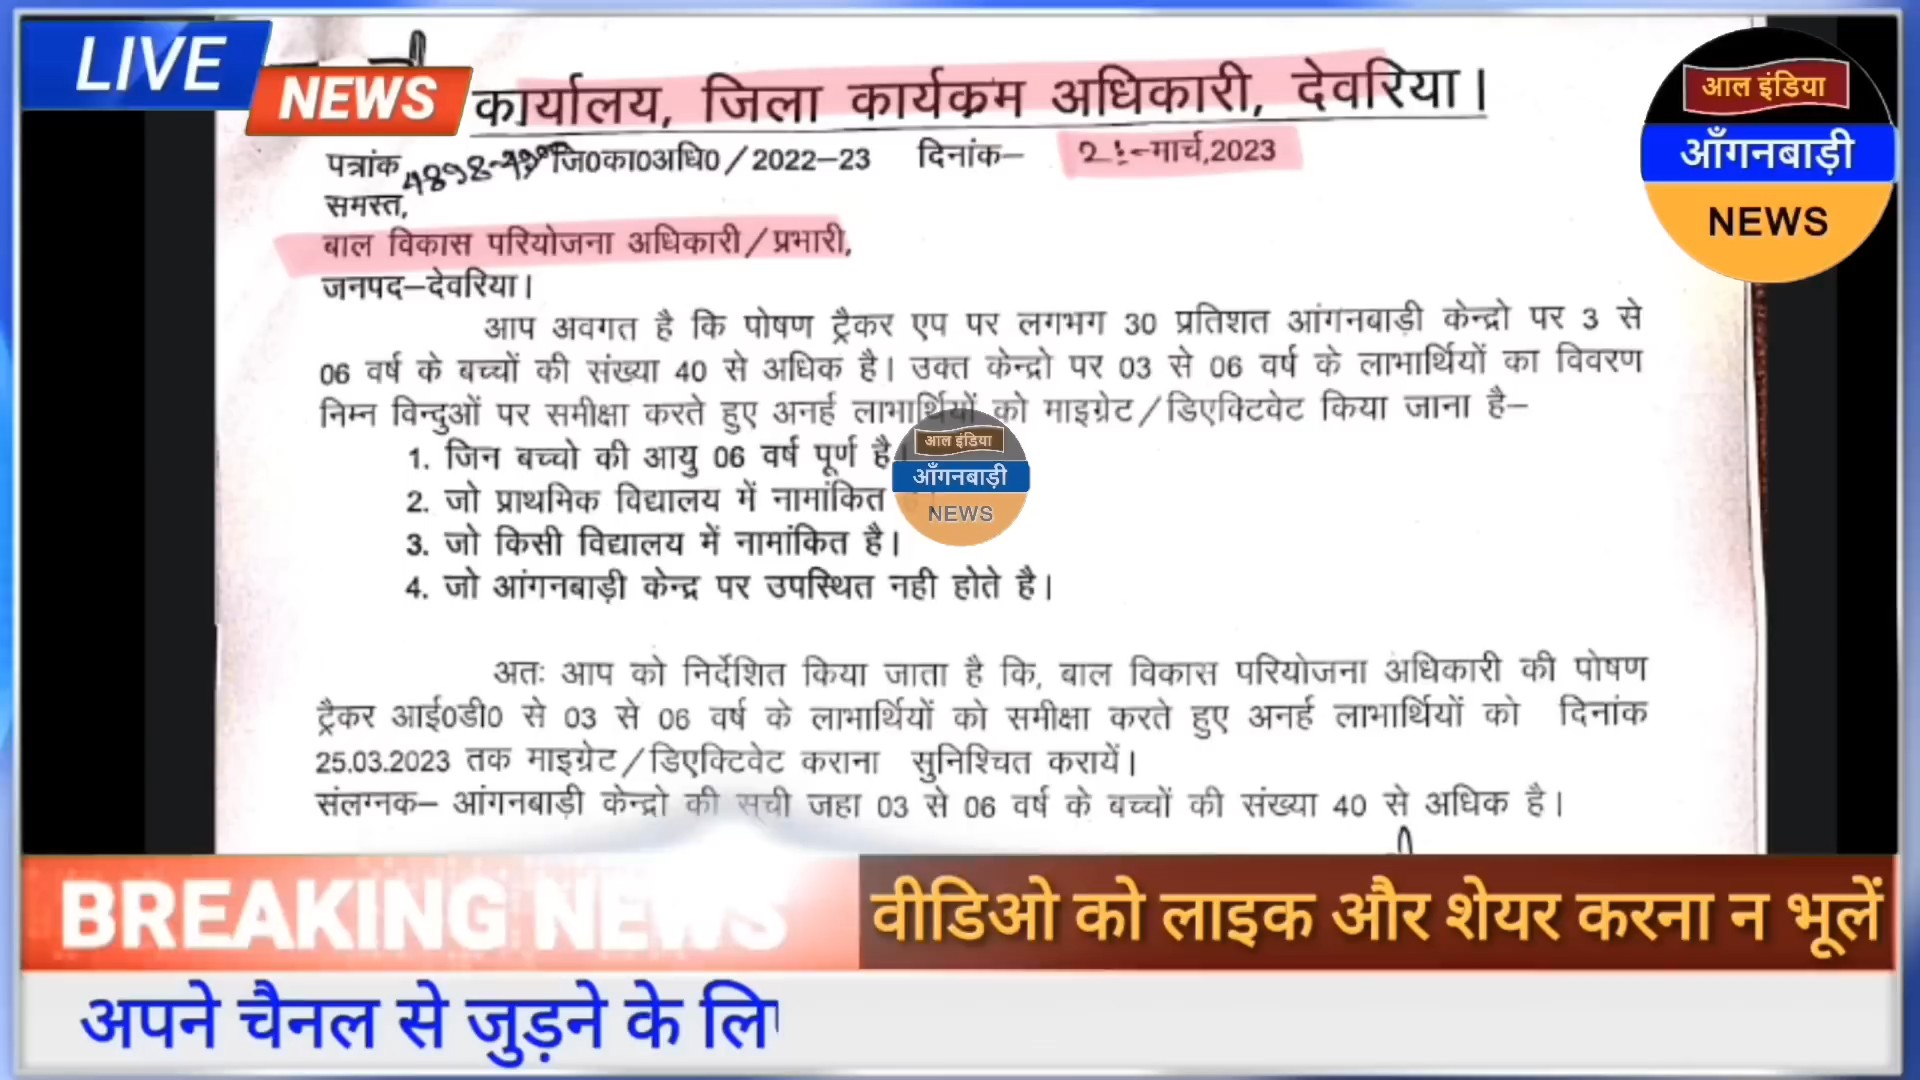 LIVE
NEWS
कार्यालय, जिला कार्यक्रम अधिकारी, देवरिया।
पत्रांक जि0का0अधि0/2022-23 दिनांक- 21-मार्च,2023
समस्त,
बाल विकास परियोजना अधिकारी/प्रभारी,
जनपद-देवरिया।
आप अवगत है कि पोषण ट्रैकर एप पर लगभग 30 प्रतिशत आंगनबाड़ी केन्द्रो पर 3 से
06 वर्ष के बच्चों की संख्या 40 से अधिक है। उक्त केन्द्रो पर 03 से 06 वर्ष के लाभार्थियों का विवरण
निम्न विन्दुओं पर समीक्षा करते हुए अनर्ह लाभार्थियों को माइग्रेट/डिएक्टिवेट किया जाना है-
1. जिन बच्चो की आयु 06 वर्ष पूर्ण है।
2. जो प्राथमिक विद्यालय में नामांकित
3. जो किसी विद्यालय में नामांकित है।
4. जो आंगनबाड़ी केन्द्र पर उपस्थित नही होते है।
अतः आप को निर्देशित किया जाता है कि, बाल विकास परियोजना अधिकारी की पोषण
ट्रैकर आई0डी0 से 03 से 06 वर्ष के लाभार्थियों को समीक्षा करते हुए अनर्ह लाभार्थियों को दिनांक
25.03.2023 तक माइग्रेट/डिएक्टिवेट कराना सुनिश्चित करायें।
संलग्नक- आंगनबाड़ी केन्द्रो की सूची जहा 03 से 06 वर्ष के बच्चों की संख्या 40 से अधिक है।
आल इंडिया
आँगनबाड़ी
NEWS
आल इंडिया
आँगनबाड़ी
NEWS
BREAKING NEWS
वीडिओ को लाइक और शेयर करना न भूलें
अपने चैनल से जुड़ने के लि